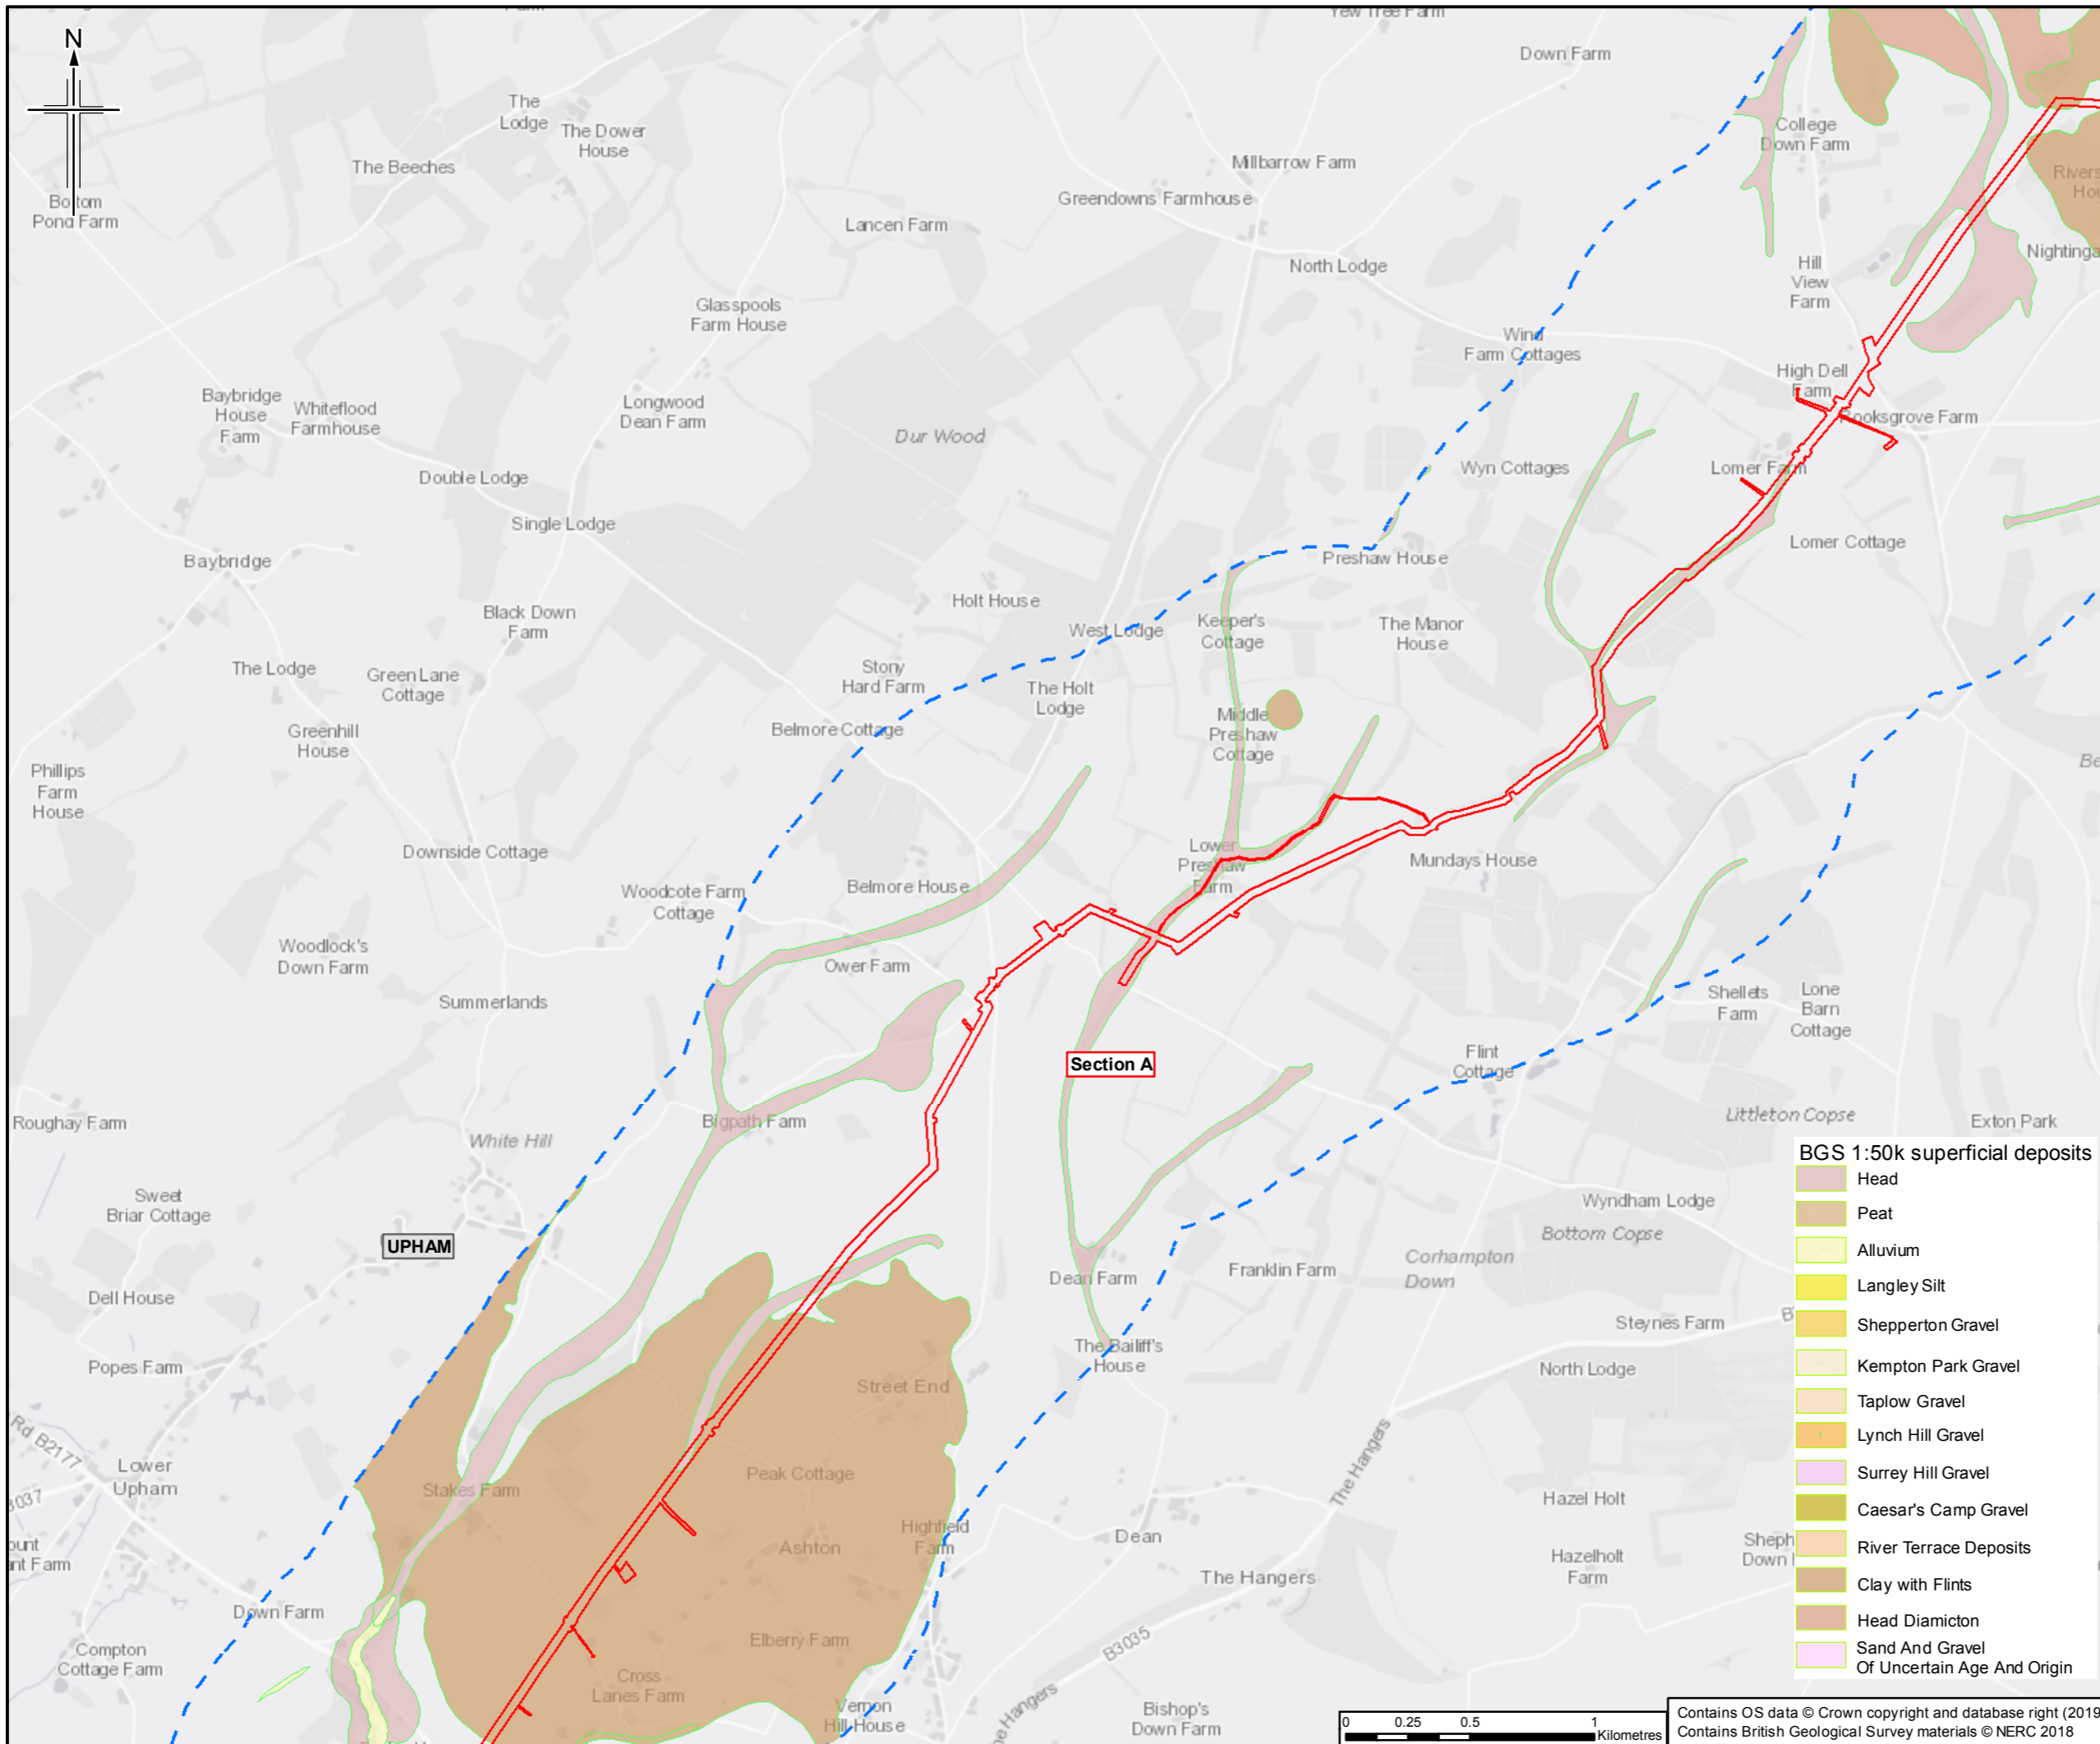 Yew Tree Farm
Down Farm
N
The
Lodge
The Dower
House
The Beeches
College
Down Farm
Millbarrow Farm
Greendowns Farmhouse
Bottom
Pond Farm
Lancen Farm
North Lodge
Hill
View
Farm
Glasspools
Farm House
Wind
Farm Cottages
High Dell
Farm
Baybridge
House
Farm
Whiteflood
Farmhouse
Longwood
Dean Farm
Rooksgrove Farm
Dur Wood
Double Lodge
Wyn Cottages
Lomer Farm
Single Lodge
Lomer Cottage
Baybridge
Preshaw House
Black Down
Farm
Holt House
West Lodge
Keeper's
Cottage
The Manor
House
The Lodge
Green Lane
Cottage
Stony
Hard Farm
The Holt
Lodge
Greenhill
House
Belmore Cottage
Middle
Preshaw
Cottage
Phillips
Farm
House
Downside Cottage
Lower
Preshaw
Farm
Mundays House
Woodcote Farm
Cottage
Belmore House
Woodlock's
Down Farm
Ower Farm
Summerlands
Shellets
Farm
Lone
Barn
Cottage
Section A
Flint
Cottage
Roughay Farm
Bigpath Farm
White Hill
Littleton Copse
Exton Park
Sweet
Briar Cottage
UPHAM
Wyndham Lodge
Bottom Copse
Corhampton
Down
Dean Farm
Franklin Farm
Dell House
Steynes Farm
Popes Farm
The Bailiff's
House
North Lodge
Street End
Rd B2177
Lower
Upham
Peak Cottage
Stakes Farm
The Hangers
Hazel Holt
Highfield
Farm
Dean
Ashton
Hazelholt
Farm
The Hangers
Down Farm
Compton
Cottage Farm
Elberry Farm
B3035
Cross
Lanes Farm
Vernon
Hill House
Bishop's
Down Farm
BGS 1:50k superficial deposits
Head
Peat
Alluvium
Langley Silt
Shepperton Gravel
Kempton Park Gravel
Taplow Gravel
Lynch Hill Gravel
Surrey Hill Gravel
Caesar's Camp Gravel
River Terrace Deposits
Clay with Flints
Head Diamicton
Sand And Gravel
Of Uncertain Age And Origin
0 0.25 0.5 1
Kilometres
Contains OS data © Crown copyright and database right (2019
Contains British Geological Survey materials © NERC 2018